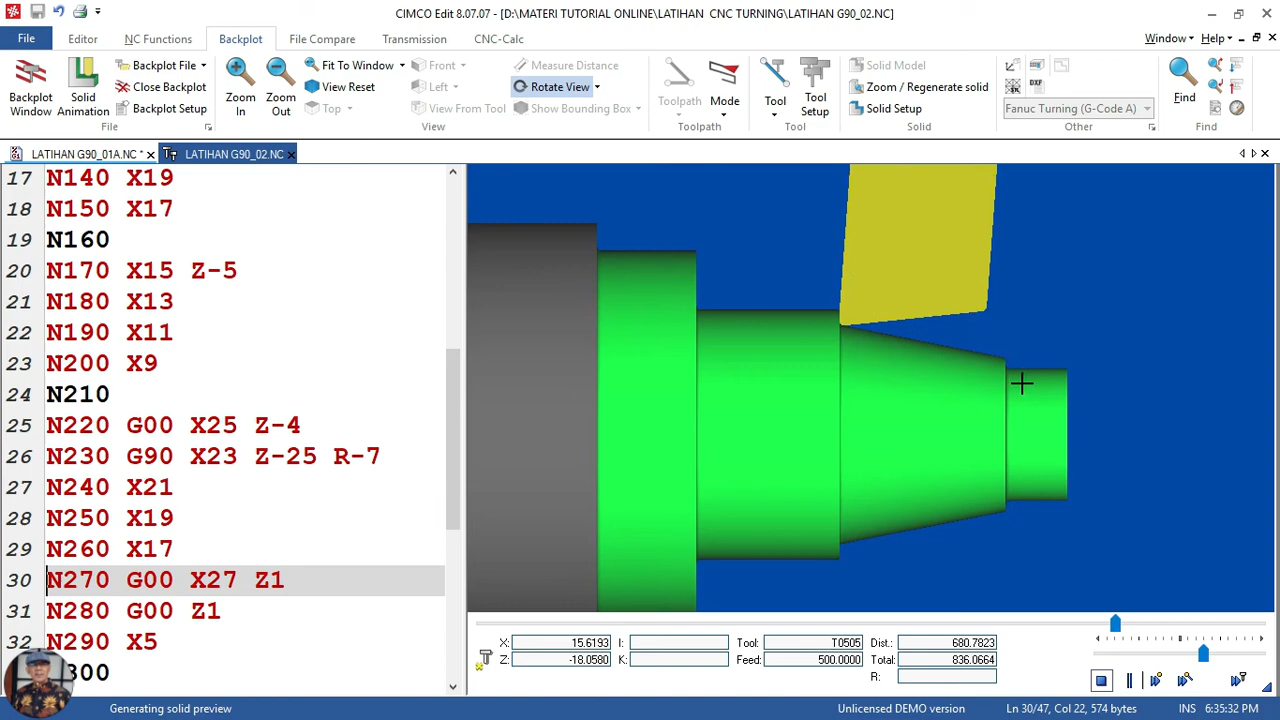 CIMCO Edit 8.07.07 - [D:\MATERI TUTORIAL ONLINE\LATIHAN CNC TURNING\LATIHAN G90_02.NC]
File Editor NC Functions Backplot File Compare Transmission CNC-Calc Window Help
Backplot Window
Solid Animation
Backplot File
Close Backplot
Backplot Setup
File
Zoom In
Zoom Out
Fit To Window
View Reset
Top
Front
Left
View From Tool
Measure Distance
Rotate View
Show Bounding Box
View
Toolpath
Mode
Toolpath
Tool
Tool Setup
Tool
Solid Model
Zoom / Regenerate solid
Solid Setup
Solid
DXF
Fanuc Turning (G-Code A)
Other
Find
Find
LATIHAN G90_01A.NC *
LATIHAN G90_02.NC
17 N140 X19
18 N150 X17
19 N160
20 N170 X15 Z-5
21 N180 X13
22 N190 X11
23 N200 X9
24 N210
25 N220 G00 X25 Z-4
26 N230 G90 X23 Z-25 R-7
27 N240 X21
28 N250 X19
29 N260 X17
30 N270 G00 X27 Z1
31 N280 G00 Z1
32 N290 X5
300
X: 15.6193 I: Tool: T0505 Dist.: 680.7823
Z: -18.0580 K: Feed: 500.0000 Total: 836.0664
R:
Generating solid preview
Unlicensed DEMO version
Ln 30/47, Col 22, 574 bytes
INS
6:35:32 PM